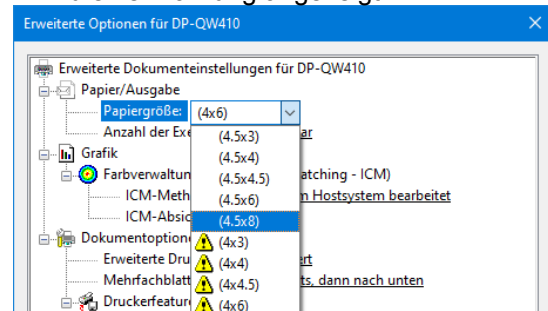 Erweiterte Optionen für DP-QW410
Erweiterte Dokumenteinstellungen für DP-QW410
Papier/Ausgabe
Papiergröße: (4x6)
Anzahl der Exe
(4.5x3)
Grafik
(4.5x4)
Farbverwaltun (4.5x4.5) atching - ICM)
ICM-Meth (4.5x6) m Hostsystem bearbeitet
ICM-Absic (4.5x8)
Dokumentoptione (4x3)
Erweiterte Dru (4x4) ert
Mehrfachblatt (4x4.5) ts, dann nach unten
Druckerfeatur (4x6)